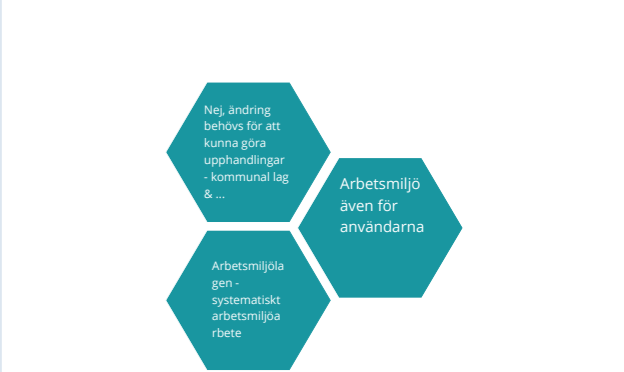 Nej, ändring
behövs för att
kunna göra
upphandlingar
- kommunal lag
& ...
Arbetsmiljö
även för
användarna
Arbetsmiljöla
gen -
systematiskt
arbetsmiljöa
rbete